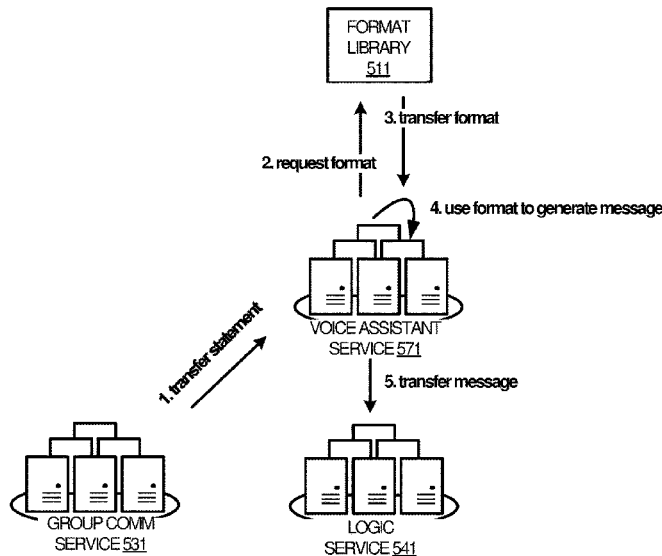 FORMAT
LIBRARY
511
3. transfer format
2. request format
4. use format to generate message
VOICE ASSISTANT
SERVICE 571
1. transfer statement
5. transfer message
GROUP COMM
SERVICE 531
LOGIC
SERVICE 541